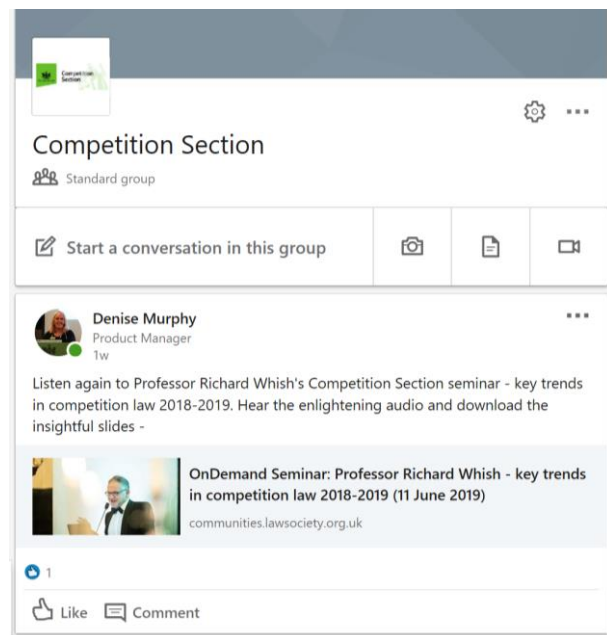 Competition
Section
Competition Section
Standard group
Start a conversation in this group
Denise Murphy
Product Manager
1w
Listen again to Professor Richard Whish's Competition Section seminar - key trends
in competition law 2018-2019. Hear the enlightening audio and download the
insightful slides -
OnDemand Seminar: Professor Richard Whish - key trends
in competition law 2018-2019 (11 June 2019)
communities.lawsociety.org.uk
1
Like
Comment